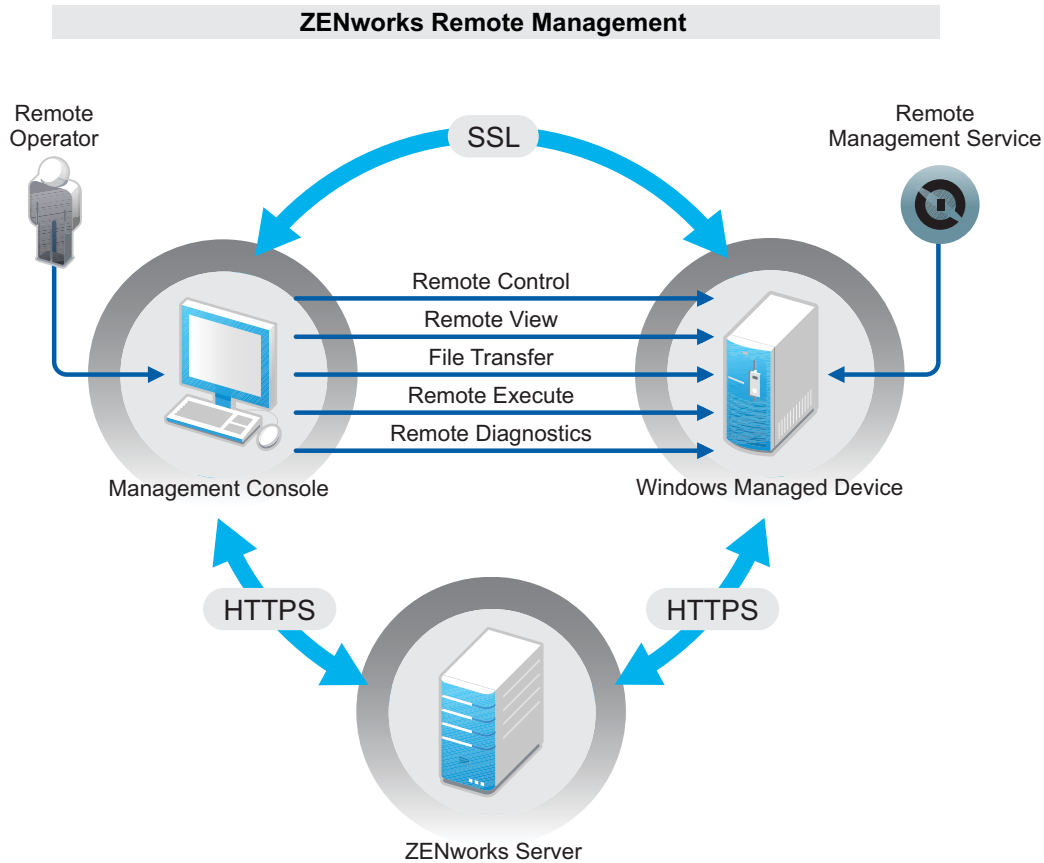 ZENworks Remote Management
Remote
Operator
SSL
Remote
Management Service
Remote Control
Remote View
File Transfer
Remote Execute
Remote Diagnostics
Management Console
Windows Managed Device
HTTPS
HTTPS
ZENworks Server